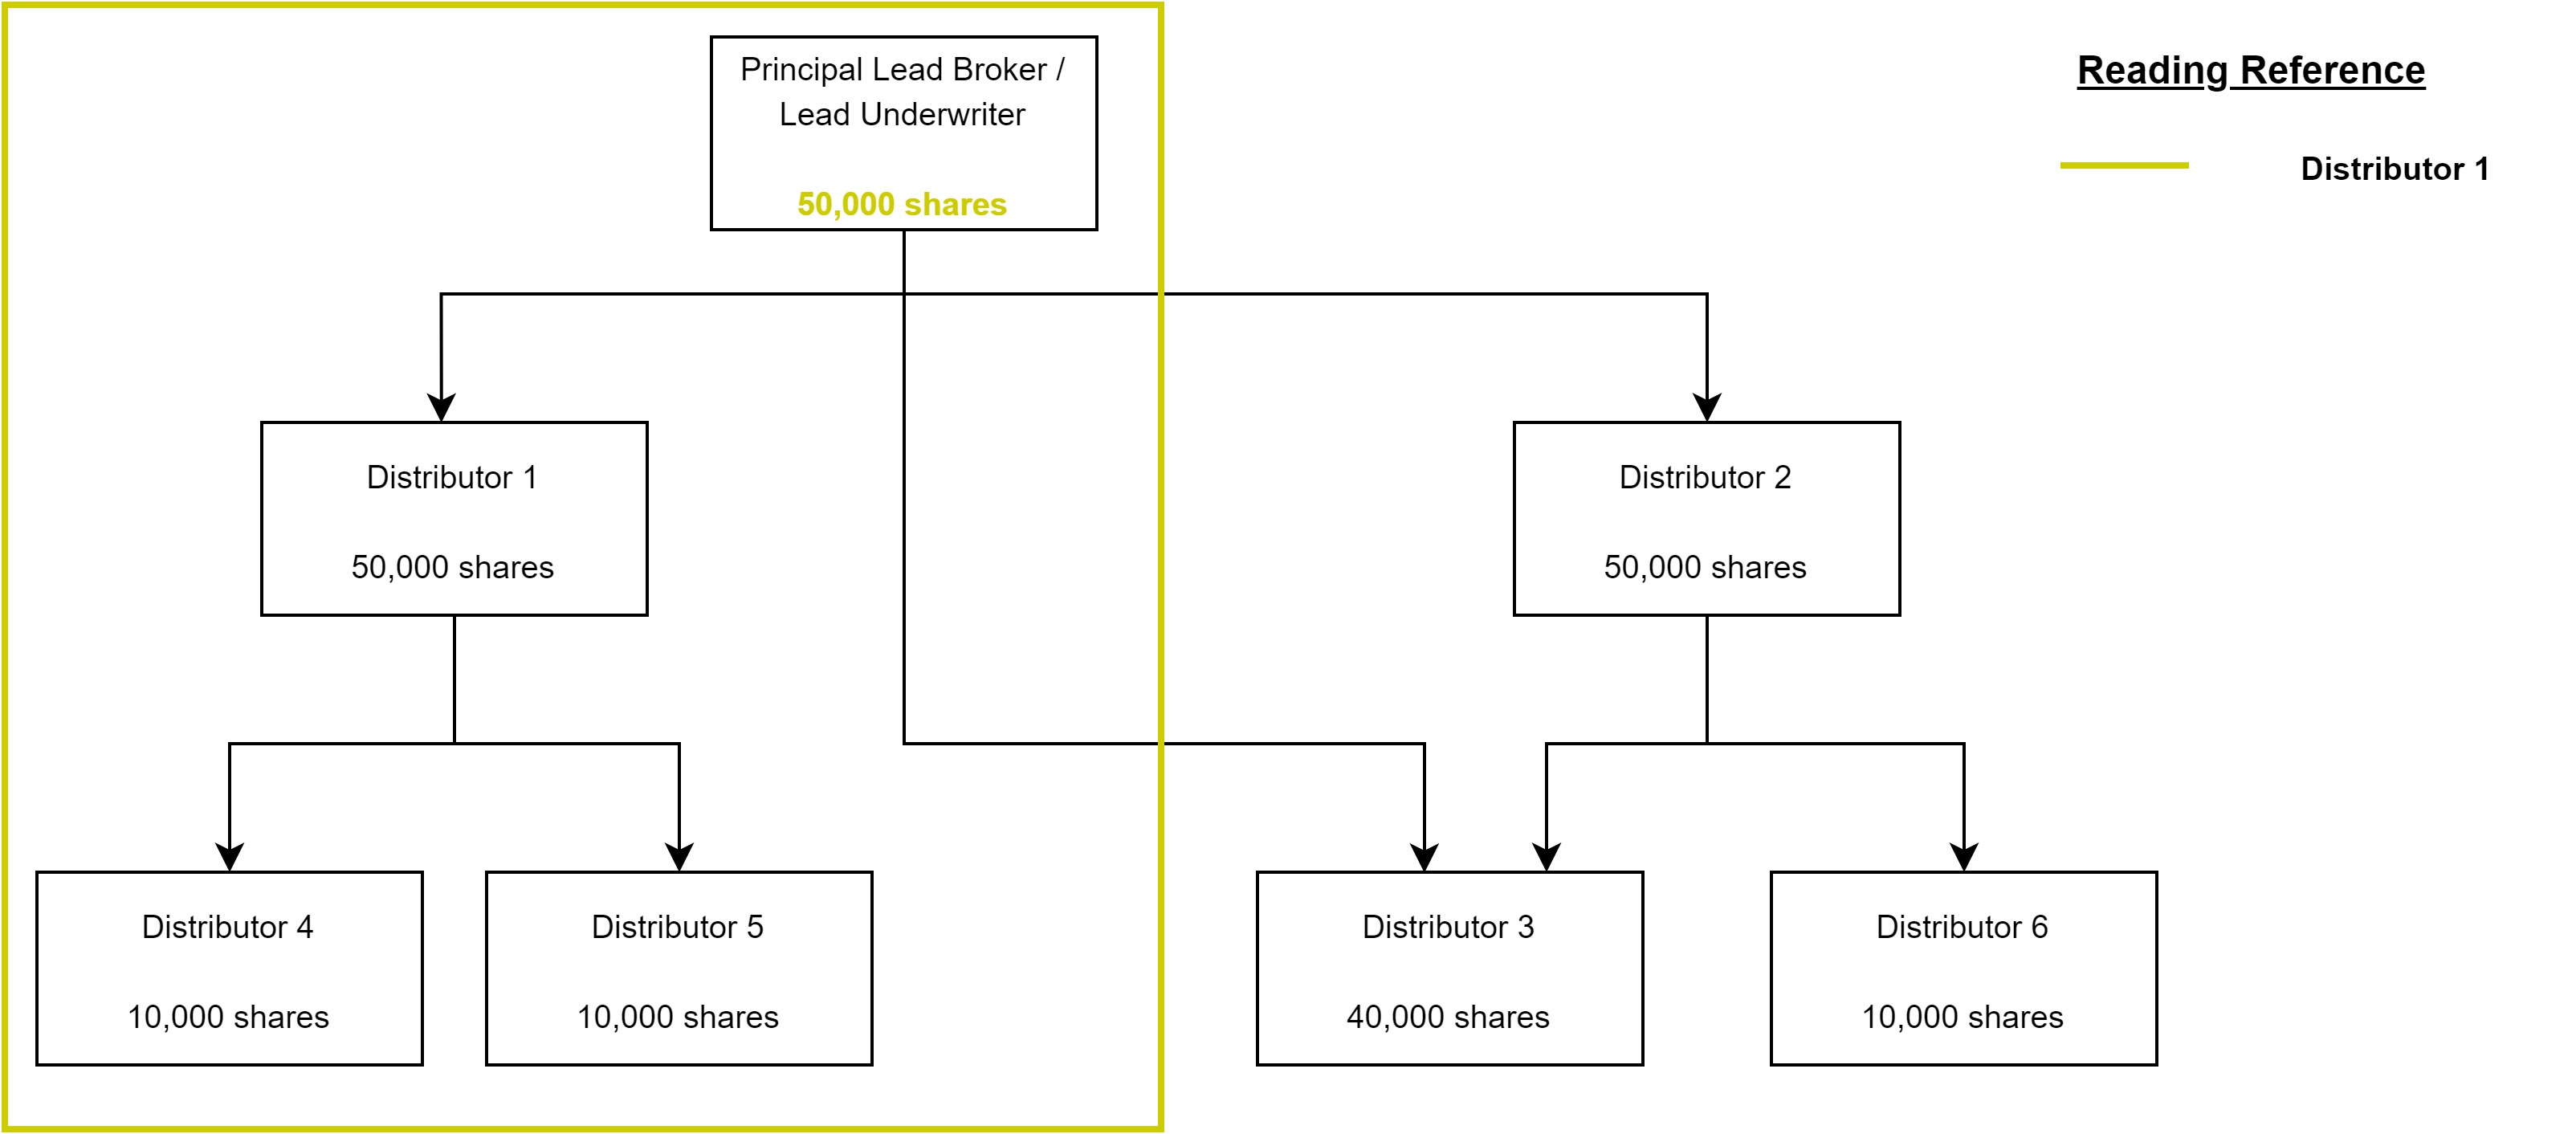 Principal Lead Broker /
Lead Underwriter
50,000 shares
Reading Reference
Distributor 1
Distributor 1
50,000 shares
Distributor 2
50,000 shares
Distributor 4
10,000 shares
Distributor 5
10,000 shares
Distributor 3
40,000 shares
Distributor 6
10,000 shares